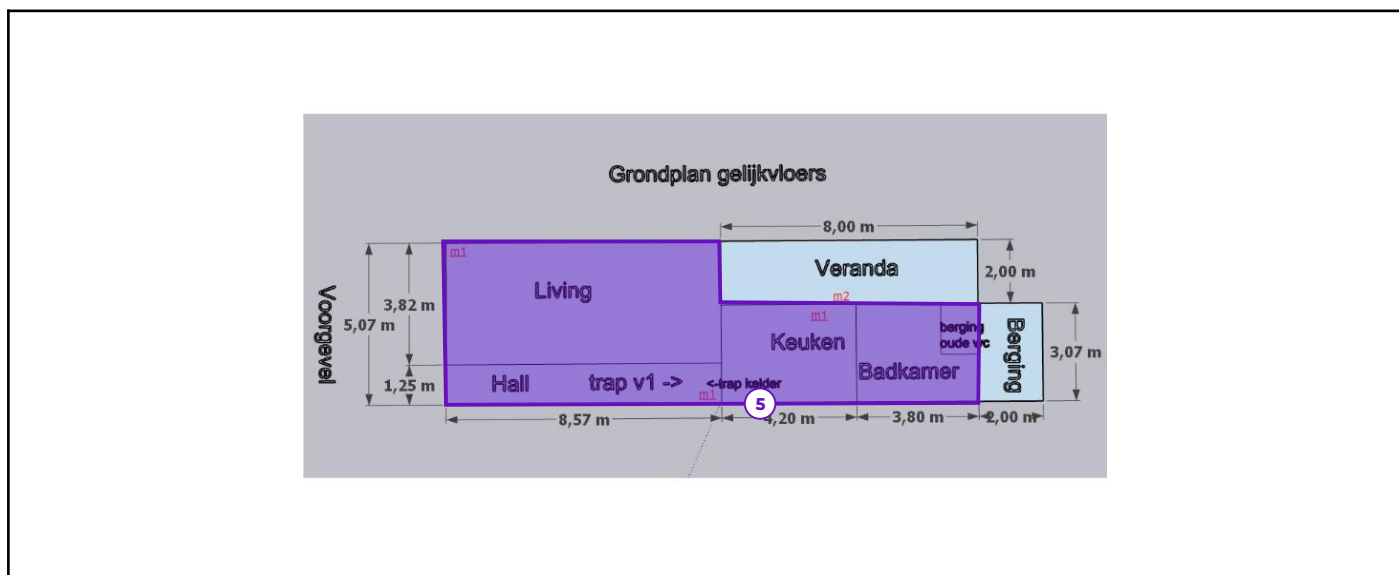 Grondplan gelijkvloers
8,00 m
Veranda
2,00 m
m1
Living
3,82 m
5,07 m
Voorgevel
m2
m1
Keuken
berging
oude wc
Berging
3,07 m
Badkamer
1,25 m
Hall
trap v1 ->
<-trap kelder
m1
5
8,57 m
4,20 m
3,80 m
2,00 m